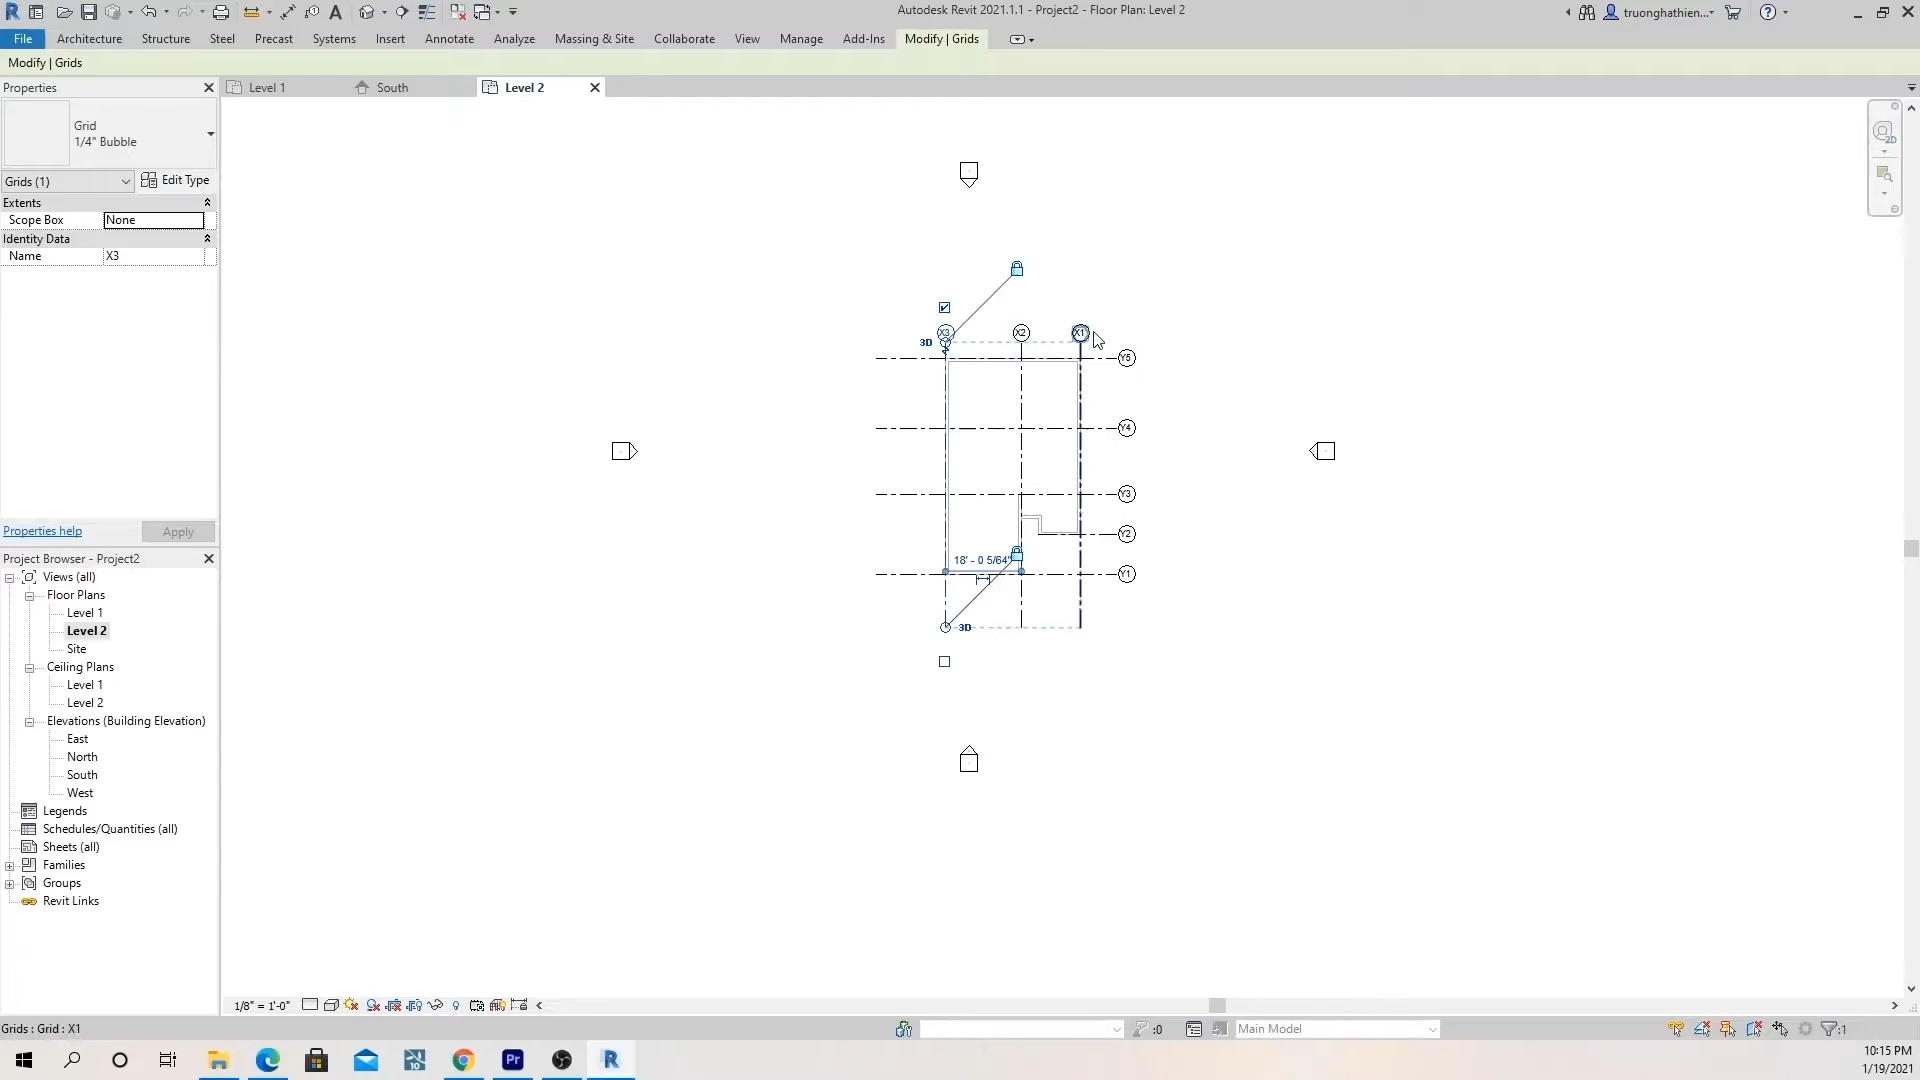 Autodesk Revit 2021.1.1 - Project2 - Floor Plan: Level 2
truonghathien...
File Architecture Structure Steel Precast Systems Insert Annotate Analyze Massing & Site Collaborate View Manage Add-Ins Modify | Grids
Modify | Grids
Properties
Level 1
South
Level 2
Grid
1/4" Bubble
Grids (1)
Edit Type
Extents
Scope Box None
Identity Data
Name X3
Properties help
Apply
Project Browser - Project2
Views (all)
Floor Plans
Level 1
Level 2
Site
Ceiling Plans
Level 1
Level 2
Elevations (Building Elevation)
East
North
South
West
Legends
Schedules/Quantities (all)
Sheets (all)
Families
Groups
Revit Links
2D
X3 X2 X1
3D
Y5
Y4
Y3
Y2
18' - 0 5/64"
Y1
3D
1/8" = 1'-0"
Grids : Grid : X1
:0
Main Model
:1
10
Pr
R
10:15 PM
1/19/2021